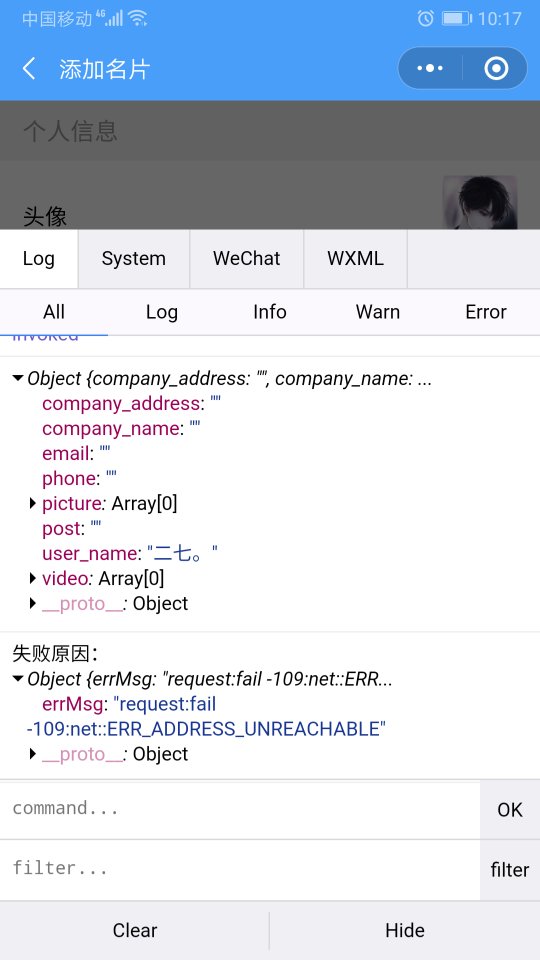 中国移动 4G 10:17
添加名片
个人信息
头像
Log System WeChat WXML
All Log Info Warn Error
Invoked
Object {company_address: "", company_name: ...
company_address: ""
company_name: ""
email: ""
phone: ""
picture: Array[0]
post: ""
user_name: "二七。"
video: Array[0]
__proto__: Object
失败原因：
Object {errMsg: "request:fail -109:net::ERR...
errMsg: "request:fail
-109:net::ERR_ADDRESS_UNREACHABLE"
__proto__: Object
command... OK
filter... filter
Clear Hide